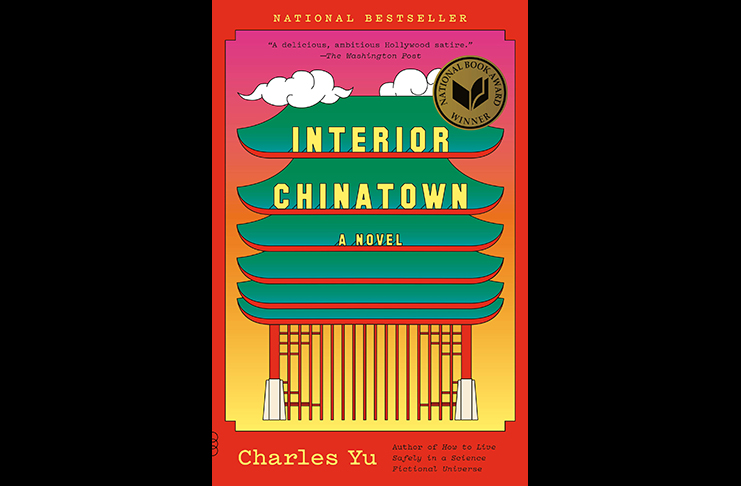 NATIONAL BESTSELLER
“A delicious, ambitious Hollywood satire.”
—The Washington Post
NATIONAL BOOK AWARD
WINNER
INTERIOR
CHINATOWN
A NOVEL
Charles Yu
Author of How to Live
Safely in a Science
Fictional Universe